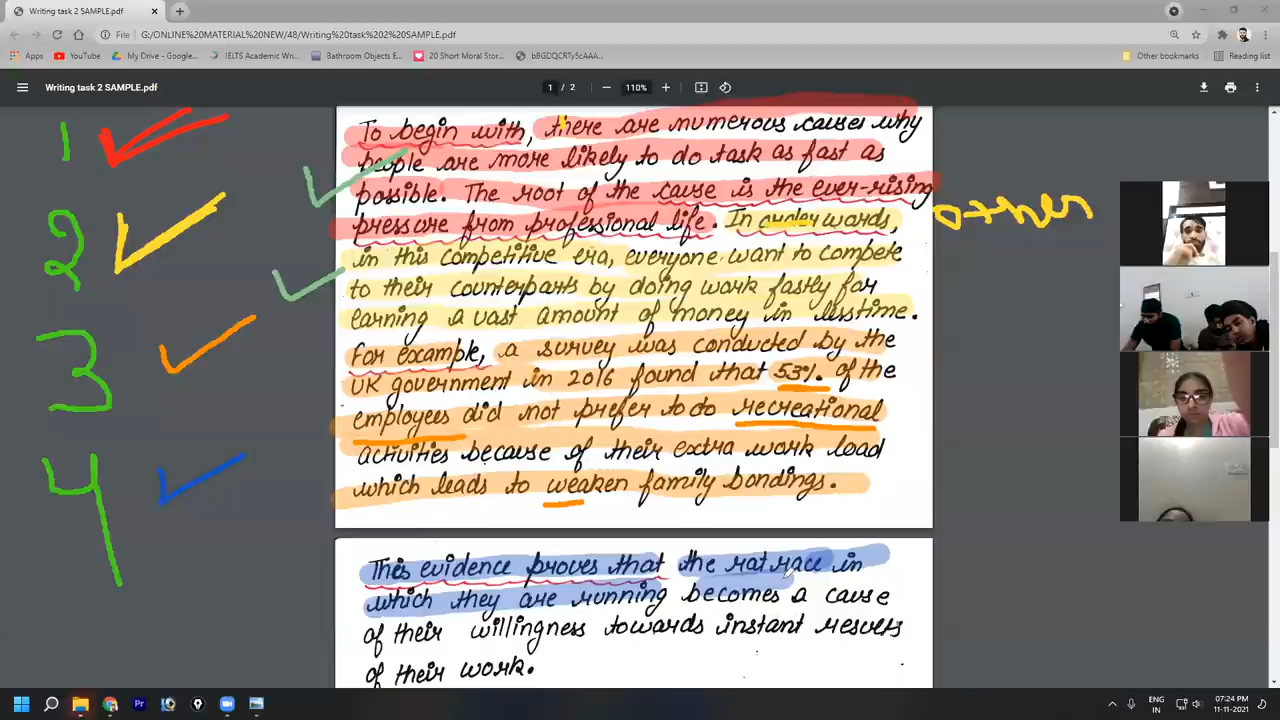 Writing task 2 SAMPLE.pdf
File
G:/ONLINE%20MATERIAL%20NEW/48/Writing%20task%202%20SAMPLE.pdf
Apps
YouTube
My Drive - Google...
IELTS Academic Wri...
Bathroom Objects E...
20 Short Moral Stor...
bBGDQCRTy5cAAA...
Other bookmarks
Reading list
Writing task 2 SAMPLE.pdf
1 / 2
110%
1
2
3
4
To begin with, there are numerous causes why
people are more likely to do task as fast as
possible. The root of the cause is the ever-rising
pressure from professional life. In other words,
other
in this competitive era, everyone want to compete
to their counterparts by doing work fastly for
earning a vast amount of money in less time.
For example, a survey was conducted by the
UK government in 2016 found that 53% of the
employees did not prefer to do recreational
activities because of their extra work load
which leads to weaken family bondings.
This evidence proves that the rat race in
which they are running becomes a cause
of their willingness towards instant results
of their work.
ENG
IN
07:24 PM
11-11-2021